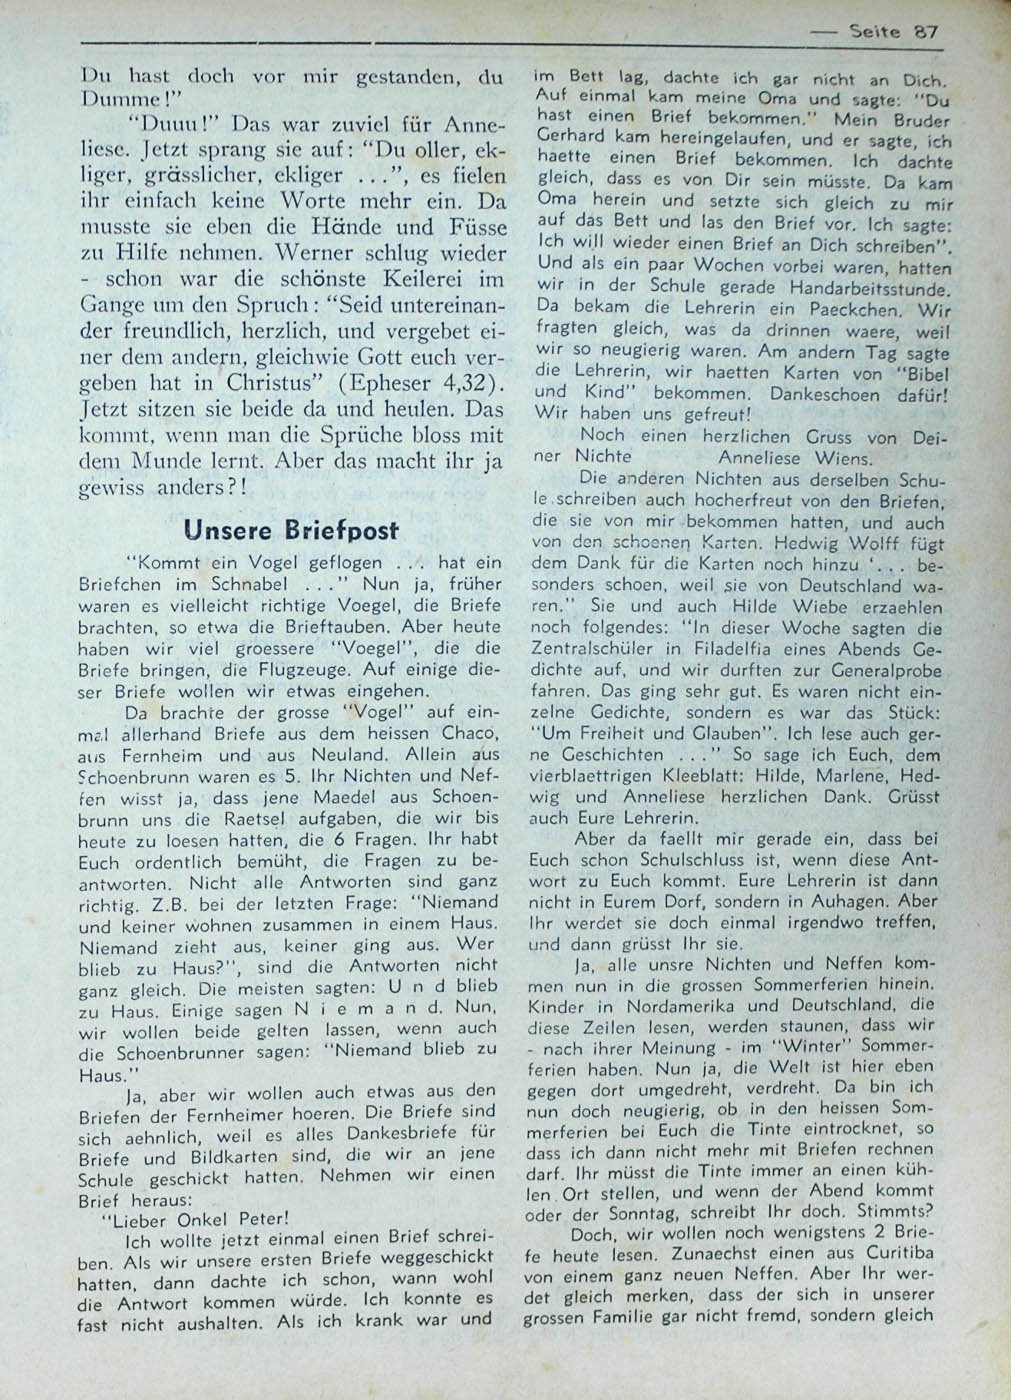 — Seite 87
Du hast doch vor mir gestanden, du
Dumme!”
“Duuu!” Das war zuviel für Anne-
liese. Jetzt sprang sie auf: “Du oller, ek-
liger, grässlicher, ekliger ...”, es fielen
ihr einfach keine Worte mehr ein. Da
musste sie eben die Hände und Füsse
zu Hilfe nehmen. Werner schlug wieder
- schon war die schönste Keilerei im
Gange um den Spruch: “Seid untereinan-
der freundlich, herzlich, und vergebet ei-
ner dem andern, gleichwie Gott euch ver-
geben hat in Christus” (Epheser 4,32).
Jetzt sitzen sie beide da und heulen. Das
kommt, wenn man die Sprüche bloss mit
dem Munde lernt. Aber das macht ihr ja
gewiss anders?!
Unsere Briefpost
“Kommt ein Vogel geflogen ... hat ein
Briefchen im Schnabel ...” Nun ja, früher
waren es vielleicht richtige Voegel, die Briefe
brachten, so etwa die Brieftauben. Aber heute
haben wir viel groessere “Voegel”, die die
Briefe bringen, die Flugzeuge. Auf einige die-
ser Briefe wollen wir etwas eingehen.
Da brachte der grosse “Vogel” auf ein-
mal allerhand Briefe aus dem heissen Chaco,
aus Fernheim und aus Neuland. Allein aus
Schoenbrunn waren es 5. Ihr Nichten und Nef-
fen wisst ja, dass jene Maedel aus Schoen-
brunn uns die Raetsel aufgaben, die wir bis
heute zu loesen hatten, die 6 Fragen. Ihr habt
Euch ordentlich bemüht, die Fragen zu be-
antworten. Nicht alle Antworten sind ganz
richtig. Z.B. bei der letzten Frage: “Niemand
und keiner wohnen zusammen in einem Haus.
Niemand zieht aus, keiner ging aus. Wer
blieb zu Haus?”, sind die Antworten nicht
ganz gleich. Die meisten sagten: U n d blieb
zu Haus. Einige sagen N i e m a n d. Nun,
wir wollen beide gelten lassen, wenn auch
die Schoenbrunner sagen: “Niemand blieb zu
Haus.”
Ja, aber wir wollen auch etwas aus den
Briefen der Fernheimer hoeren. Die Briefe sind
sich aehnlich, weil es alles Dankesbriefe für
Briefe und Bildkarten sind, die wir an jene
Schule geschickt hatten. Nehmen wir einen
Brief heraus:
“Lieber Onkel Peter!
Ich wollte jetzt einmal einen Brief schrei-
ben. Als wir unsere ersten Briefe weggeschickt
hatten, dann dachte ich schon, wann wohl
die Antwort kommen würde. Ich konnte es
fast nicht aushalten. Als ich krank war und
im Bett lag, dachte ich gar nicht an Dich.
Auf einmal kam meine Oma und sagte: “Du
hast einen Brief bekommen.” Mein Bruder
Gerhard kam hereingelaufen, und er sagte, ich
haette einen Brief bekommen. Ich dachte
gleich, dass es von Dir sein müsste. Da kam
Oma herein und setzte sich gleich zu mir
auf das Bett und las den Brief vor. Ich sagte:
Ich will wieder einen Brief an Dich schreiben”.
Und als ein paar Wochen vorbei waren, hatten
wir in der Schule gerade Handarbeitsstunde.
Da bekam die Lehrerin ein Paeckchen. Wir
fragten gleich, was da drinnen waere, weil
wir so neugierig waren. Am andern Tag sagte
die Lehrerin, wir haetten Karten von “Bibel
und Kind” bekommen. Dankeschoen dafür!
Wir haben uns gefreut!
Noch einen herzlichen Gruss von Dei-
ner Nichte Anneliese Wiens.
Die anderen Nichten aus derselben Schu-
le schreiben auch hocherfreut von den Briefen,
die sie von mir bekommen hatten, und auch
von den schoenen Karten. Hedwig Wolff fügt
dem Dank für die Karten noch hinzu ‘... be-
sonders schoen, weil sie von Deutschland wa-
ren.” Sie und auch Hilde Wiebe erzaehlen
noch folgendes: “In dieser Woche sagten die
Zentralschüler in Filadelfia eines Abends Ge-
dichte auf, und wir durften zur Generalprobe
fahren. Das ging sehr gut. Es waren nicht ein-
zelne Gedichte, sondern es war das Stück:
“Um Freiheit und Glauben”. Ich lese auch ger-
ne Geschichten ...” So sage ich Euch, dem
vierblaettrigen Kleeblatt: Hilde, Marlene, Hed-
wig und Anneliese herzlichen Dank. Grüsst
auch Eure Lehrerin.
Aber da faellt mir gerade ein, dass bei
Euch schon Schulschluss ist, wenn diese Ant-
wort zu Euch kommt. Eure Lehrerin ist dann
nicht in Eurem Dorf, sondern in Auhagen. Aber
Ihr werdet sie doch einmal irgendwo treffen,
und dann grüsst Ihr sie.
Ja, alle unsre Nichten und Neffen kom-
men nun in die grossen Sommerferien hinein.
Kinder in Nordamerika und Deutschland, die
diese Zeilen lesen, werden staunen, dass wir
- nach ihrer Meinung - im “Winter” Sommer-
ferien haben. Nun ja, die Welt ist hier eben
gegen dort umgedreht, verdreht. Da bin ich
nun doch neugierig, ob in den heissen Som-
merferien bei Euch die Tinte eintrocknet, so
dass ich dann nicht mehr mit Briefen rechnen
darf. Ihr müsst die Tinte immer an einen küh-
len Ort stellen, und wenn der Abend kommt
oder der Sonntag, schreibt Ihr doch. Stimmts?
Doch, wir wollen noch wenigstens 2 Brie-
fe heute lesen. Zunaechst einen aus Curitiba
von einem ganz neuen Neffen. Aber Ihr wer-
det gleich merken, dass der sich in unserer
grossen Familie gar nicht fremd, sondern gleich